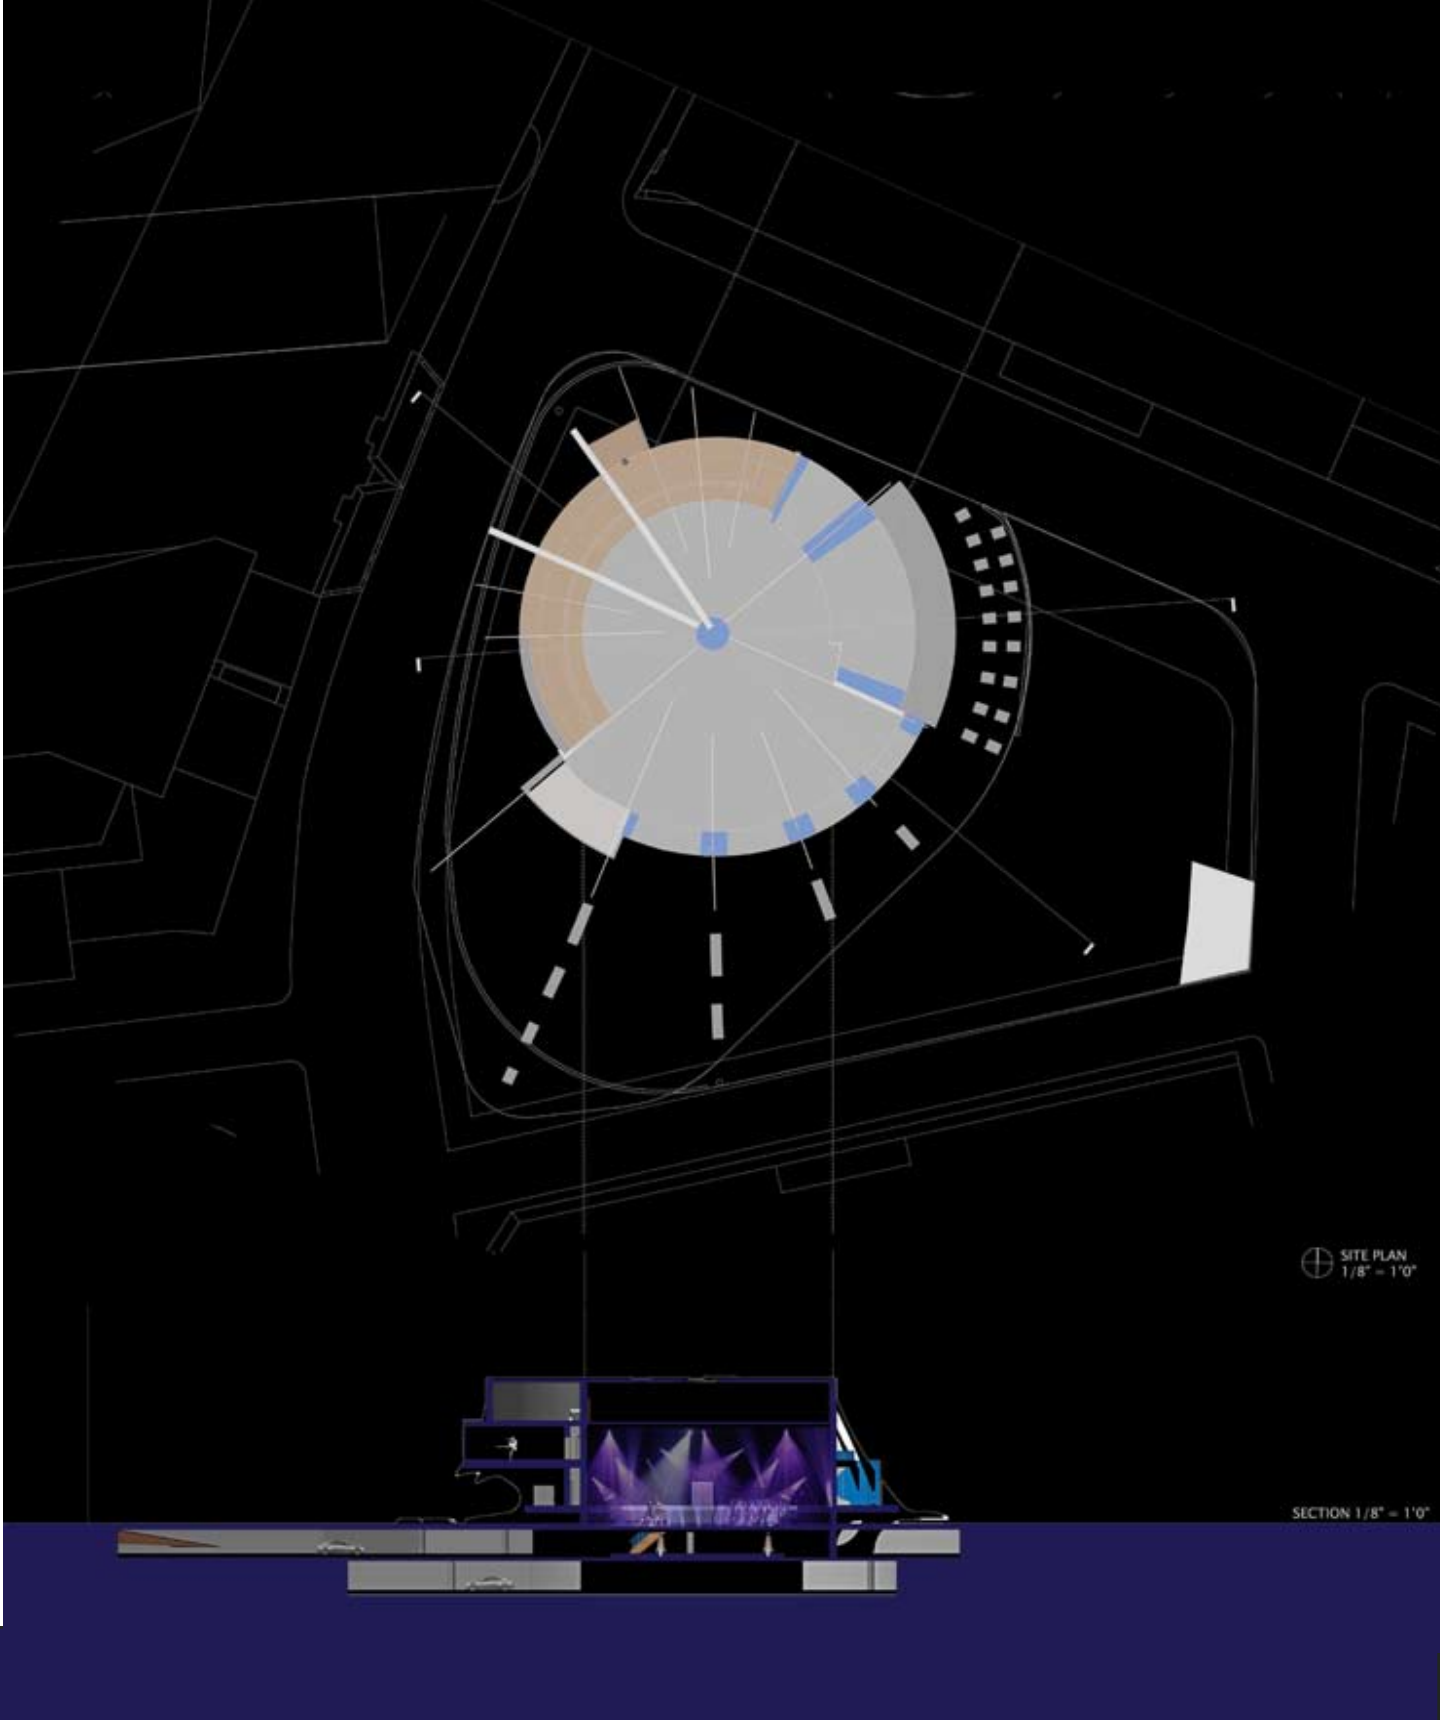 SITE PLAN
1/8" = 1'0"
SECTION 1/8" = 1'0"